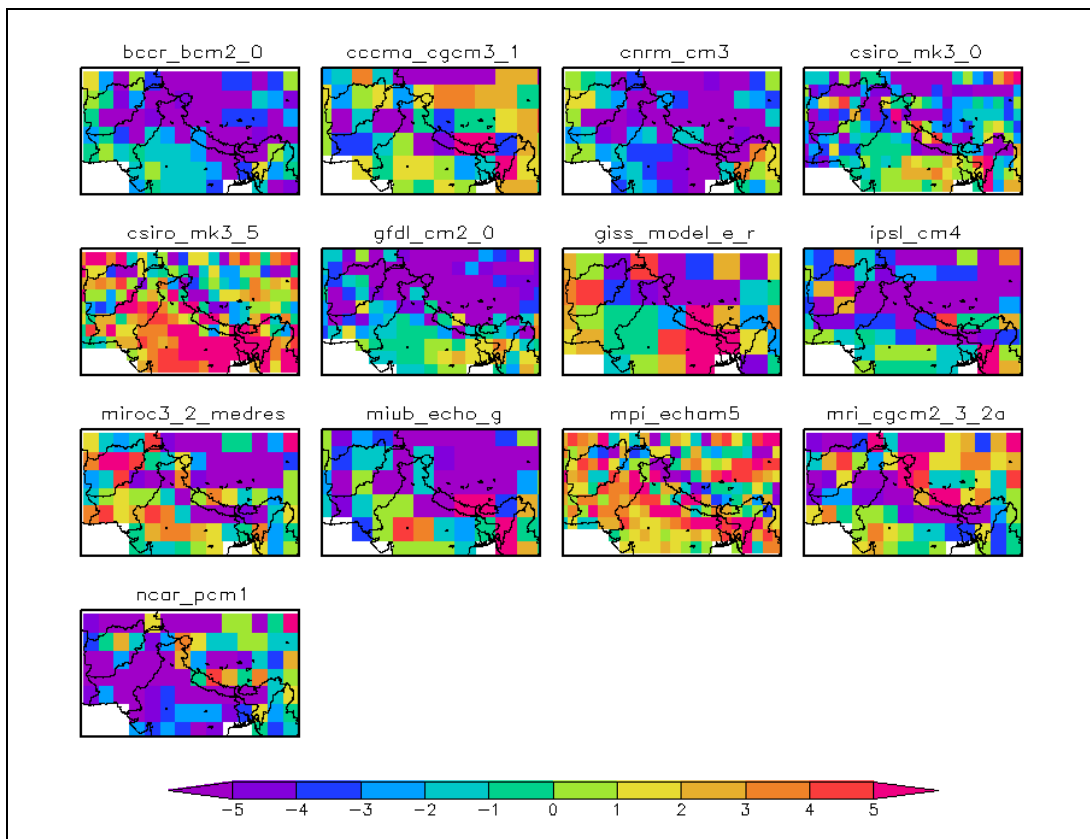 bccr_bcm2_0 cccma_cgcm3_1 cnrm_cm3 csiro_mk3_0
csiro_mk3_5 gfdl_cm2_0 giss_model_e_r ipsl_cm4
miroc3_2_medres miub_echo_g mpi_echam5 mri_cgcm2_3_2a
ncar_pcm1
-5 -4 -3 -2 -1 0 1 2 3 4 5